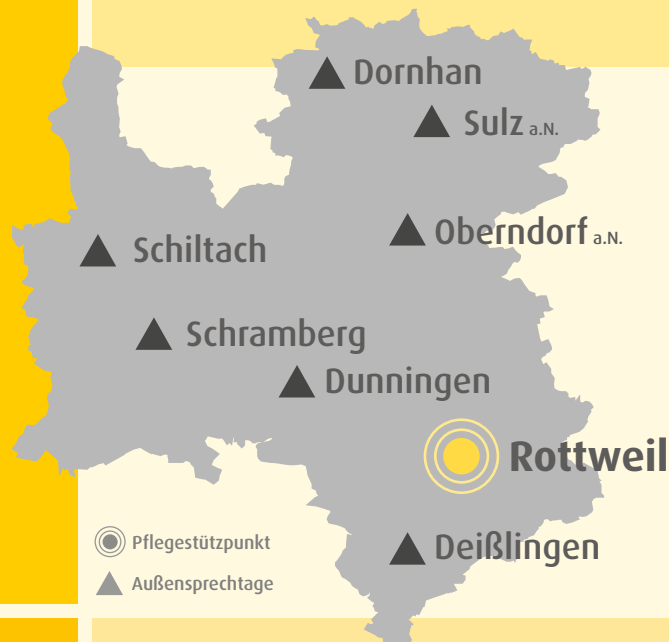 Dornhan
Sulz a.N.
Oberndorf a.N.
Schiltach
Schramberg
Dunningen
Rottweil
Deißlingen
Pflegestützpunkt
Außensprechtage